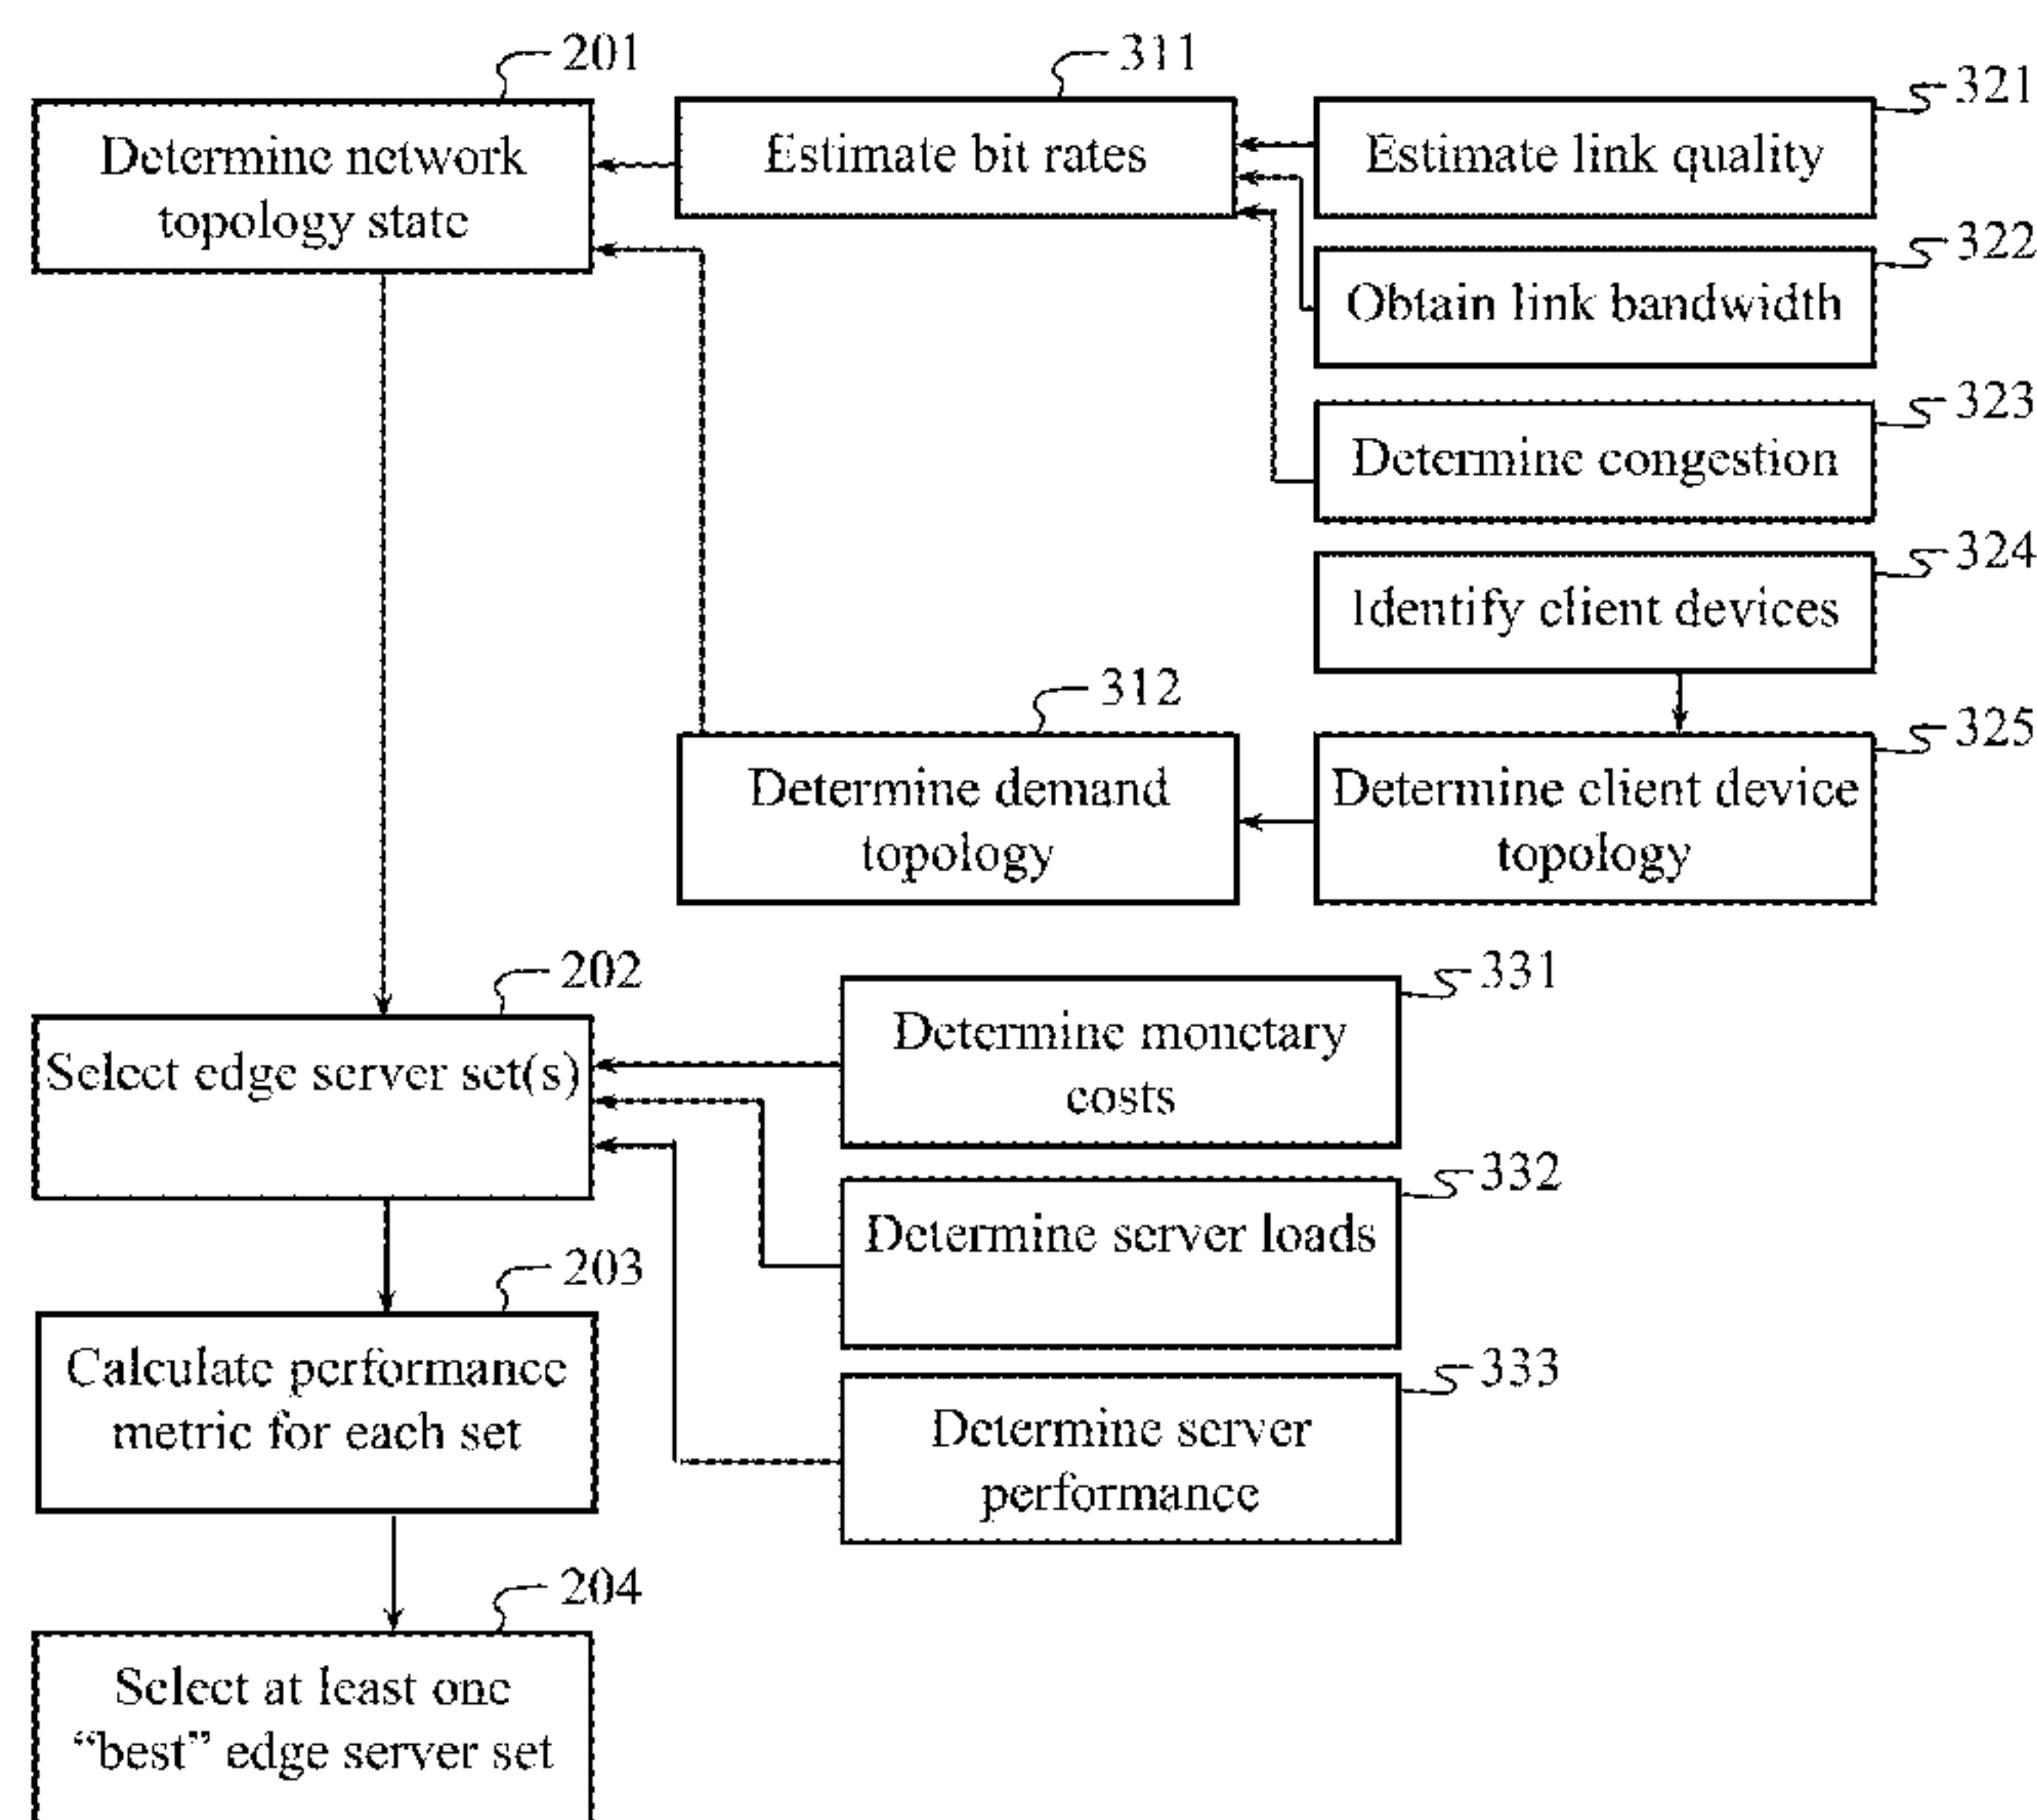 201
Determine network
topology state
311
Estimate bit rates
321
Estimate link quality
322
Obtain link bandwidth
323
Determine congestion
324
Identify client devices
312
Determine demand
topology
325
Determine client device
topology
202
Select edge server set(s)
331
Determine monetary
costs
332
Determine server loads
203
Calculate performance
metric for each set
333
Determine server
performance
204
Select at least one
“best” edge server set